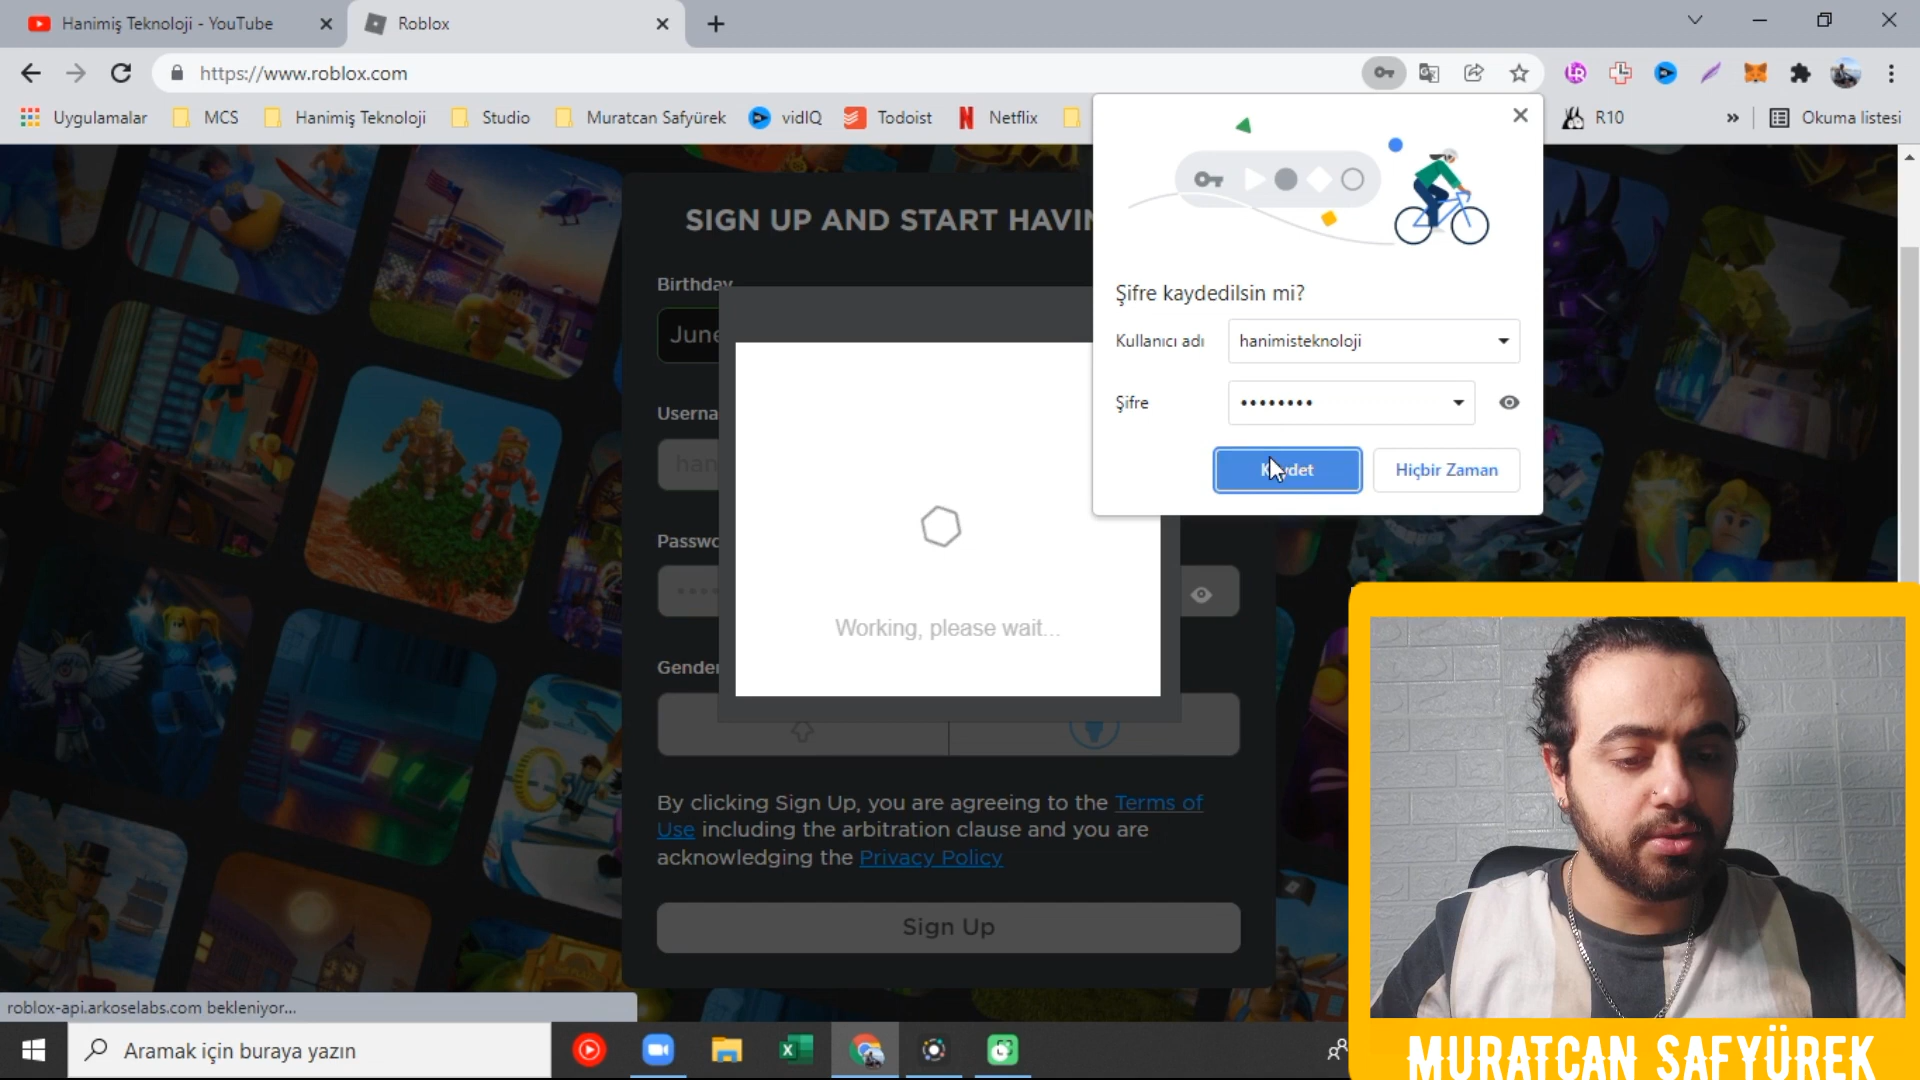 Hanimiş Teknoloji - YouTube
Roblox
https://www.roblox.com
Uygulamalar
MCS
Hanimiş Teknoloji
Studio
Muratcan Safyürek
vidIQ
Todoist
Netflix
R10
»
Okuma listesi
SIGN UP AND START HAVIN
Birthday
June
Userna
han
Passwo
Gender
Working, please wait...
Şifre kaydedilsin mi?
Kullanıcı adı
hanimisteknoloji
Şifre
••••••••
Kaydet
Hiçbir Zaman
By clicking Sign Up, you are agreeing to the Terms of
Use including the arbitration clause and you are
acknowledging the Privacy Policy
Sign Up
roblox-api.arkoselabs.com bekleniyor...
Aramak için buraya yazın
MURATCAN SAFYÜREK